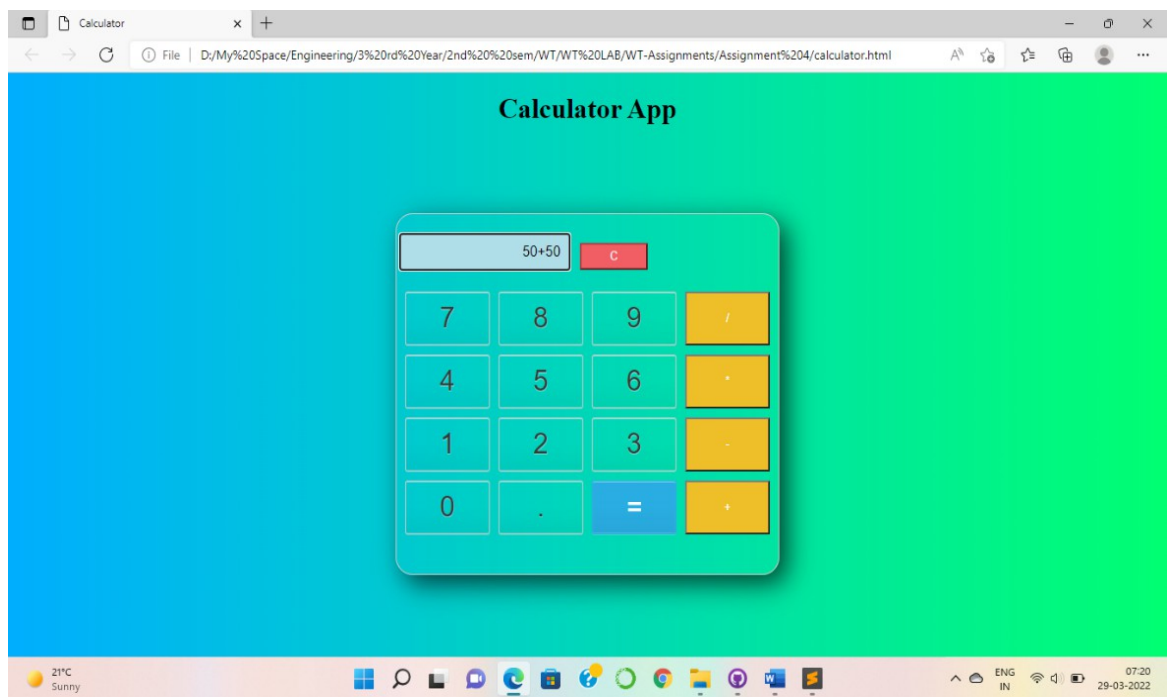 Calculator
File | D:/My%20Space/Engineering/3%20rd%20Year/2nd%20%20sem/WT/WT%20LAB/WT-Assignments/Assignment%204/calculator.html
Calculator App
50+50 C
7 8 9 /
4 5 6 *
1 2 3 -
0 . = +
21°C
Sunny
ENG
IN
07:20
29-03-2022